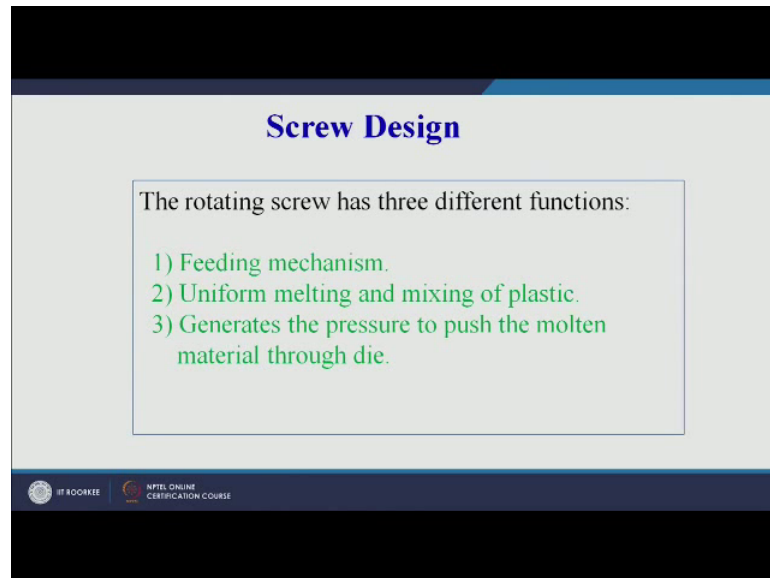 Screw Design
The rotating screw has three different functions:
1) Feeding mechanism.
2) Uniform melting and mixing of plastic.
3) Generates the pressure to push the molten
material through die.
IIT ROORKEE
NPTEL ONLINE
CERTIFICATION COURSE